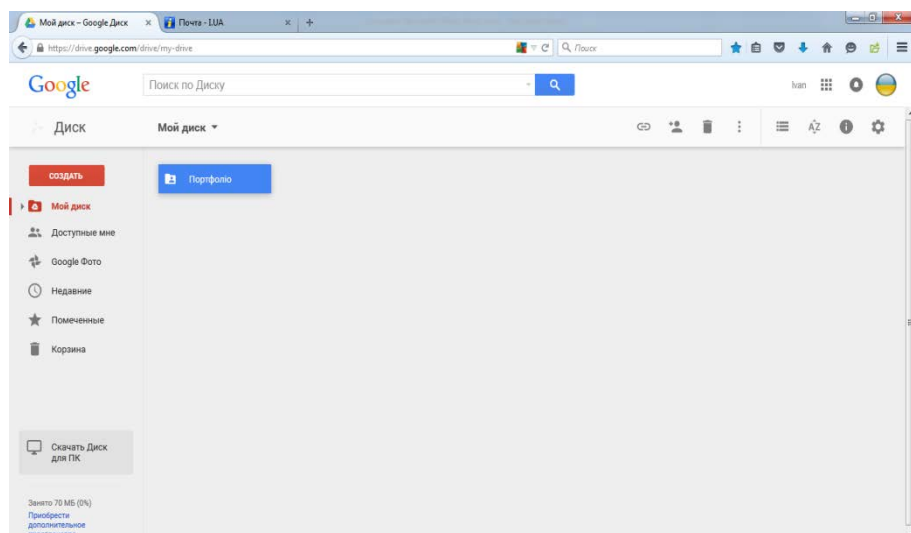 Мой диск – Google Диск
Почта - I.UA
https://drive.google.com/drive/my-drive
Поиск
Google
Поиск по Диску
Ivan
Диск
Мой диск
AZ
СОЗДАТЬ
Портфоліо
Мой диск
Доступные мне
Google Фото
Недавние
Помеченные
Корзина
Скачать Диск
для ПК
Занято 70 МБ (0%)
Приобрести
дополнительное